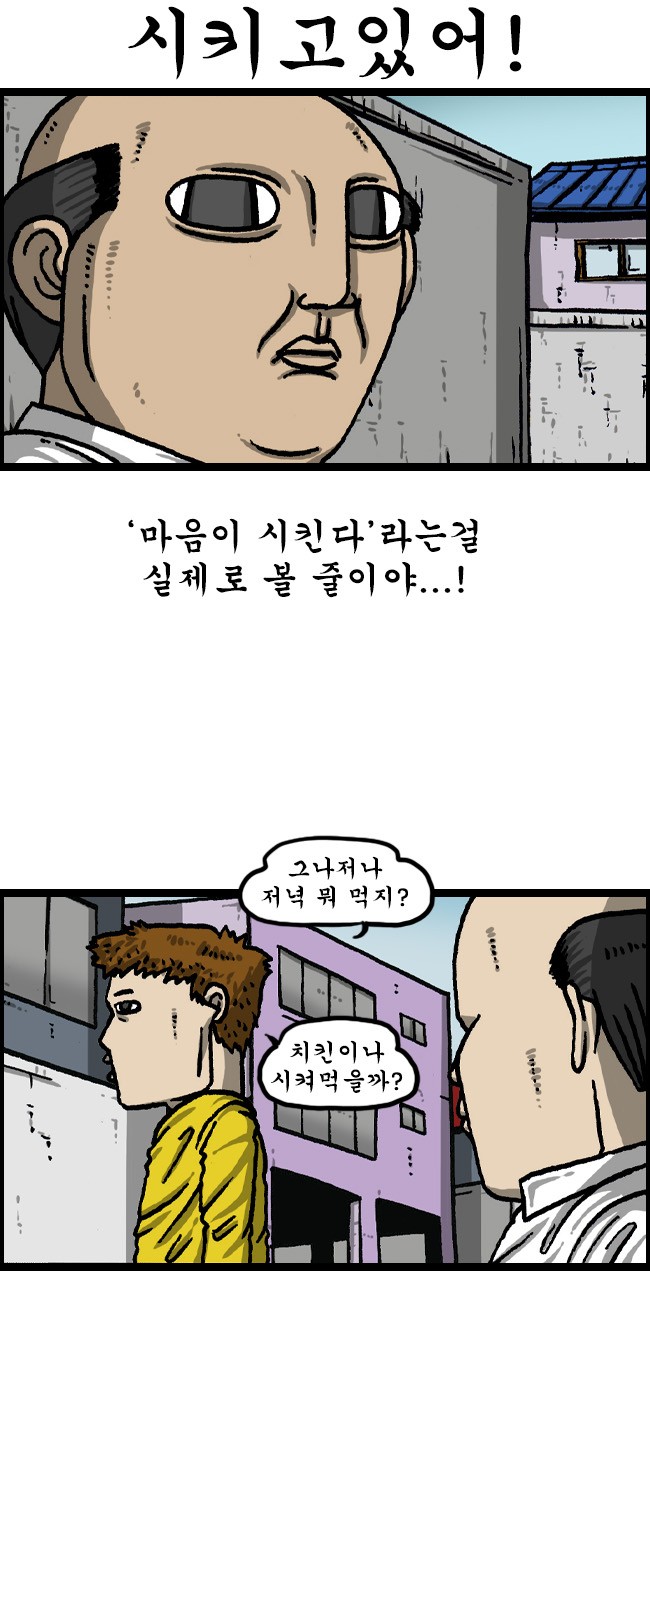 시키고있어!
‘마음이 시킨다’라는걸
실제로 볼 줄이야...!
그나저나
저녁 뭐 먹지?
치킨이나
시켜먹을까?